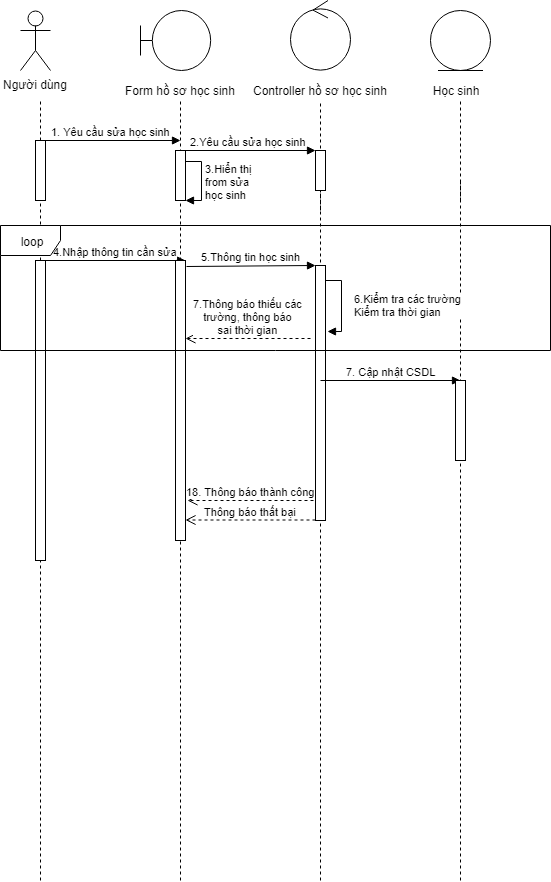 Người dùng
Form hồ sơ học sinh
Controller hồ sơ học sinh
Học sinh
1. Yêu cầu sửa học sinh
2.Yêu cầu sửa học sinh
3.Hiển thị
from sửa
học sinh
loop
4.Nhập thông tin cần sửa
5.Thông tin học sinh
6.Kiểm tra các trường
Kiểm tra thời gian
7.Thông báo thiếu các
trường, thông báo
sai thời gian
7. Cập nhật CSDL
18. Thông báo thành công
Thông báo thất bại